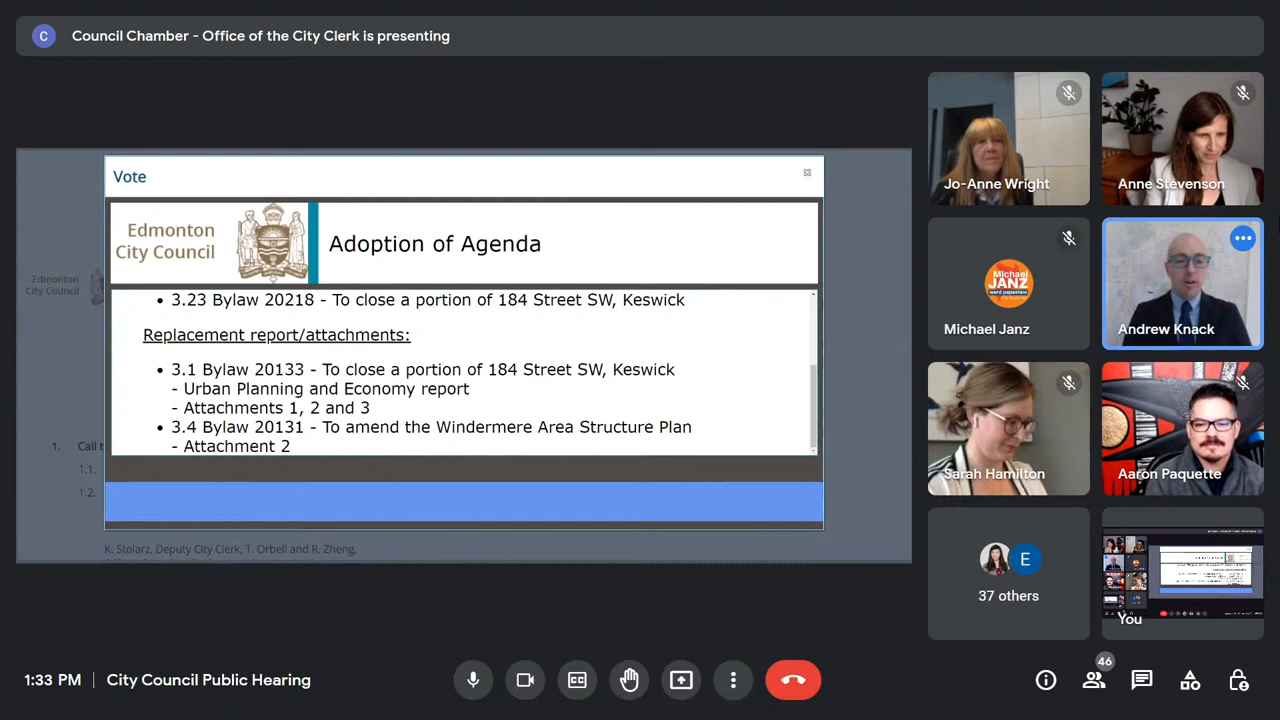 C
Council Chamber - Office of the City Clerk is presenting
Vote
Edmonton
City Council
Adoption of Agenda
• 3.23 Bylaw 20218 - To close a portion of 184 Street SW, Keswick
Replacement report/attachments:
• 3.1 Bylaw 20133 - To close a portion of 184 Street SW, Keswick
- Urban Planning and Economy report
- Attachments 1, 2 and 3
• 3.4 Bylaw 20131 - To amend the Windermere Area Structure Plan
- Attachment 2
Edmonton
City Council
1. Call t
1.1.
1.2.
K. Stolarz, Deputy City Clerk, T. Orbell and R. Zheng,
Jo-Anne Wright
Anne Stevenson
Michael
JANZ
ward papastew
Michael Janz
Andrew Knack
Sarah Hamilton
Aaron Paquette
E
37 others
You
1:33 PM | City Council Public Hearing
CC
46